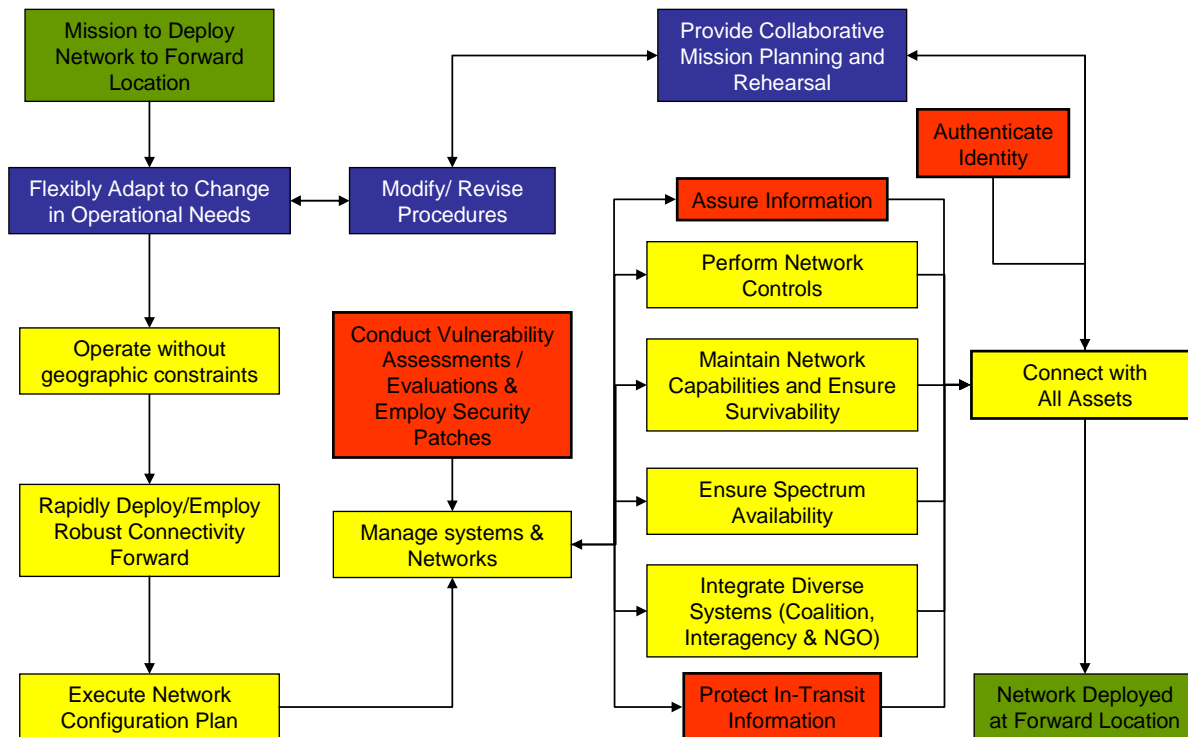 Mission to Deploy
Network to Forward
Location
Provide Collaborative
Mission Planning and
Rehearsal
Authenticate
Identity
Flexibly Adapt to Change
in Operational Needs
Modify/ Revise
Procedures
Assure Information
Perform Network
Controls
Operate without
geographic constraints
Conduct Vulnerability
Assessments /
Evaluations &
Employ Security
Patches
Maintain Network
Capabilities and Ensure
Survivability
Connect with
All Assets
Rapidly Deploy/Employ
Robust Connectivity
Forward
Manage systems &
Networks
Ensure Spectrum
Availability
Integrate Diverse
Systems (Coalition,
Interagency & NGO)
Execute Network
Configuration Plan
Protect In-Transit
Information
Network Deployed
at Forward Location